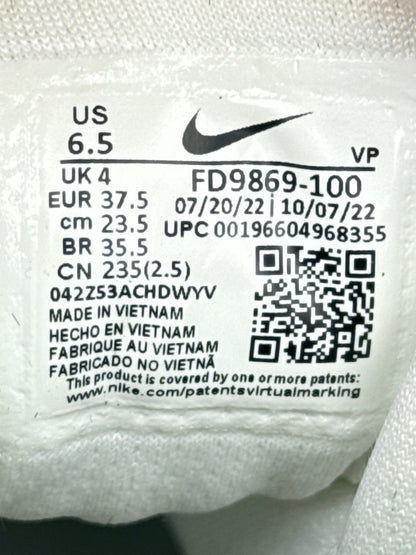 US
6.5
VP
UK 4
FD9869-100
EUR 37.5
07/20/22 | 10/07/22
cm 23.5
UPC 00196604968355
BR 35.5
CN 235(2.5)
042Z53ACHDWYV
MADE IN VIETNAM
HECHO EN VIETNAM
FABRIQUE AU VIETNAM
FABRICADO NO VIETNÃ
This product is covered by one or more patents:
www.nike.com/patentsvirtualmarking